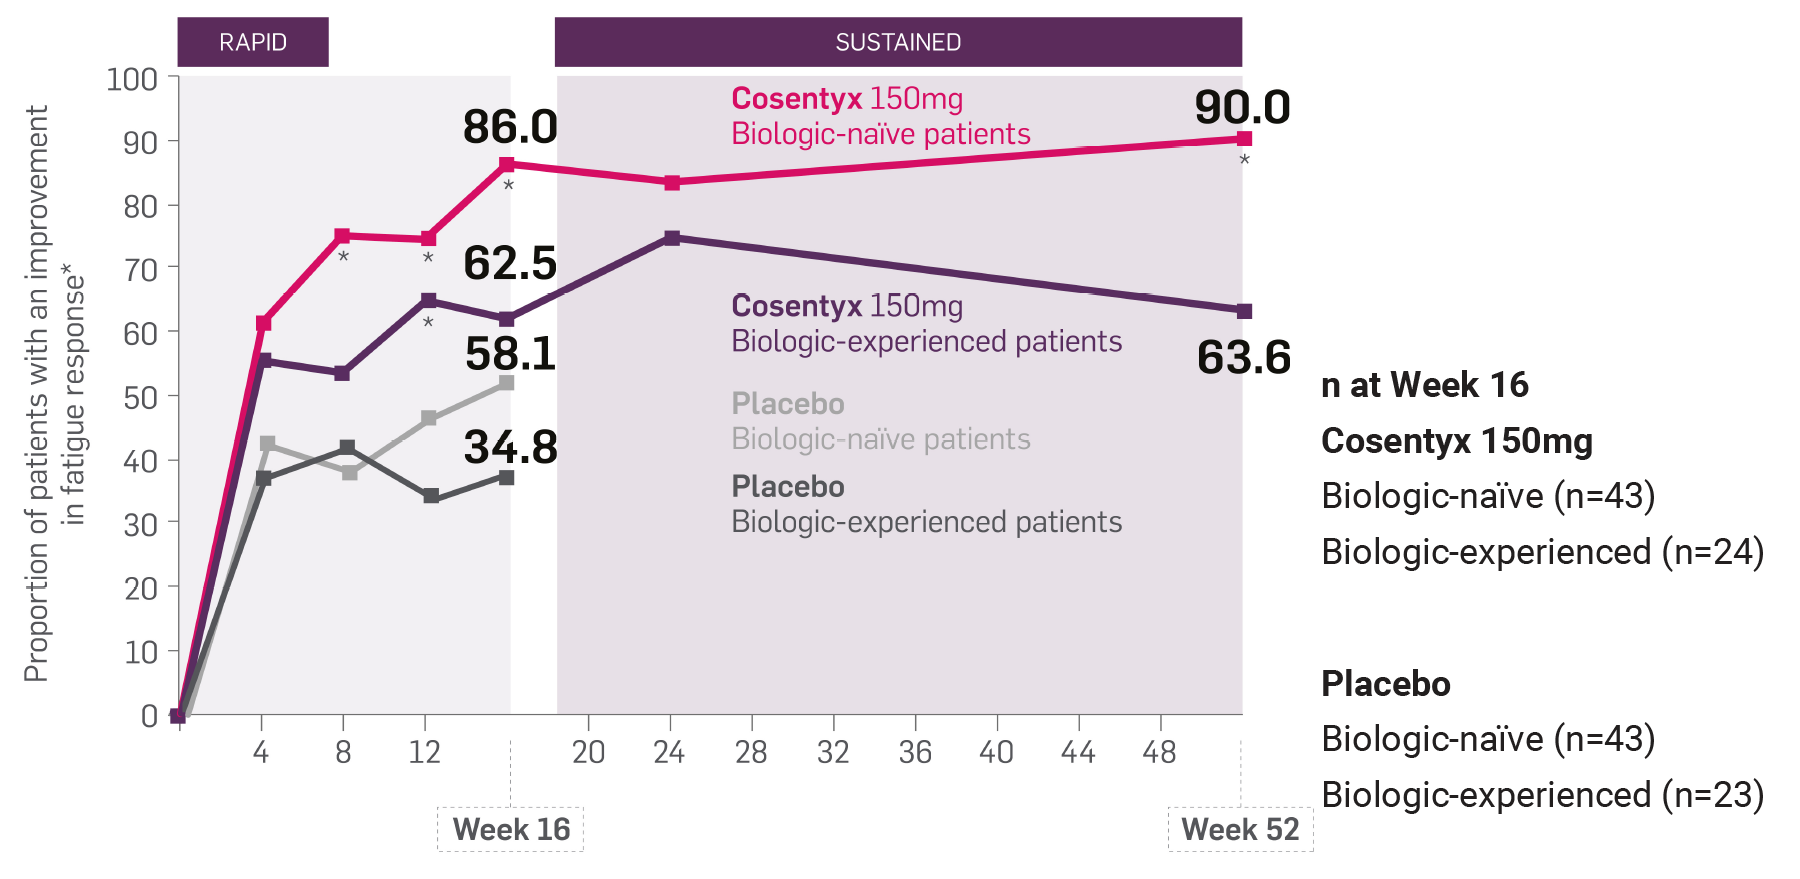 RAPID
SUSTAINED
Proportion of patients with an improvement
in fatigue response*
100
90
80
70
60
50
40
30
20
10
0
86.0
*
*
*
62.5
*
58.1
34.8
Cosentyx 150mg
Biologic-naïve patients
90.0
*
Cosentyx 150mg
Biologic-experienced patients
63.6
Placebo
Biologic-naïve patients
Placebo
Biologic-experienced patients
4 8 12 20 24 28 32 36 40 44 48
Week 16
Week 52
n at Week 16
Cosentyx 150mg
Biologic-naïve (n=43)
Biologic-experienced (n=24)
Placebo
Biologic-naïve (n=43)
Biologic-experienced (n=23)